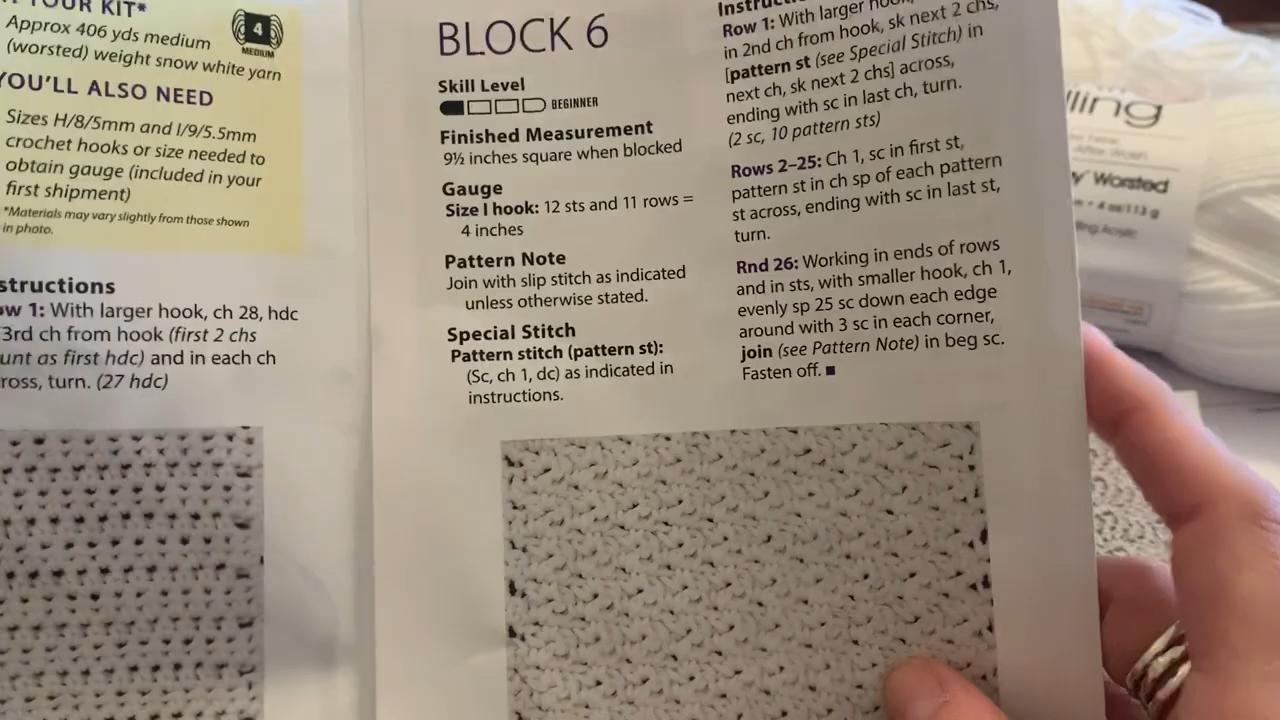 YOUR KIT*
Approx 406 yds medium
(worsted) weight snow white yarn
4
MEDIUM
YOU'LL ALSO NEED
Sizes H/8/5mm and I/9/5.5mm
crochet hooks or size needed to
obtain gauge (included in your
first shipment)
*Materials may vary slightly from those shown
in photo.
structions
ow 1: With larger hook, ch 28, hdc
3rd ch from hook (first 2 chs
unt as first hdc) and in each ch
ross, turn. (27 hdc)
BLOCK 6
Skill Level
BEGINNER
Finished Measurement
9½ inches square when blocked
Gauge
Size I hook: 12 sts and 11 rows =
4 inches
Pattern Note
Join with slip stitch as indicated
unless otherwise stated.
Special Stitch
Pattern stitch (pattern st):
(Sc, ch 1, dc) as indicated in
instructions.
Instructi
Row 1: With larger hook,
in 2nd ch from hook, sk next 2 chs,
[pattern st (see Special Stitch) in
next ch, sk next 2 chs] across,
ending with sc in last ch, turn.
(2 sc, 10 pattern sts)
Rows 2–25: Ch 1, sc in first st,
pattern st in ch sp of each pattern
st across, ending with sc in last st,
turn.
Rnd 26: Working in ends of rows
and in sts, with smaller hook, ch 1,
evenly sp 25 sc down each edge
around with 3 sc in each corner,
join (see Pattern Note) in beg sc.
Fasten off. ■
lling
Worsted
4 oz/113 g
Acrylic